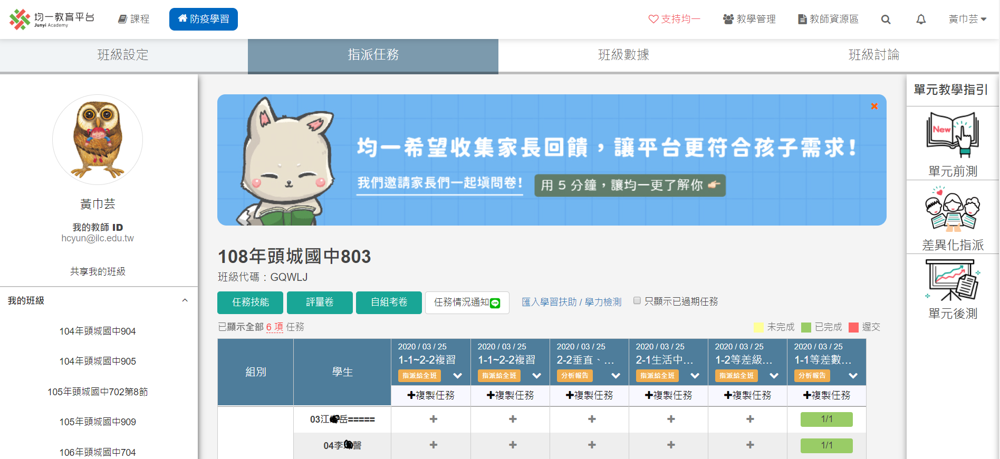 均一教育平台
Junyi Academy
課程
防疫學習
支持均一
教學管理
教師資源區
黃巾芸
班級設定
指派任務
班級數據
班級討論
黃巾芸
我的教師 ID
hcyun@ilc.edu.tw
共享我的班級
我的班級
104年頭城國中904
104年頭城國中905
105年頭城國中702第8節
105年頭城國中909
106年頭城國中704
均一希望收集家長回饋，讓平台更符合孩子需求！
我們邀請家長們一起填問卷！
用 5 分鐘，讓均一更了解你
108年頭城國中803
班級代碼：GQWLJ
任務技能
評量卷
自組考卷
任務情況通知
LINE
匯入學習扶助 / 學力檢測
只顯示已過期任務
已顯示全部 6 項 任務
未完成
已完成
遲交
組別
學生
2020 / 03 / 25
1-1~2-2複習
指派給全班
複製任務
2020 / 03 / 25
1-1~2-2複習
指派給全班
複製任務
2020 / 03 / 25
2-2垂直、...
分析報告
複製任務
2020 / 03 / 25
2-1生活中...
指派給全班
複製任務
2020 / 03 / 25
1-2等差級...
指派給全班
複製任務
2020 / 03 / 25
1-1等差數...
分析報告
複製任務
03江 岳=====
1/1
04李 馨
1/1
單元教學指引
New
單元前測
差異化指派
單元後測